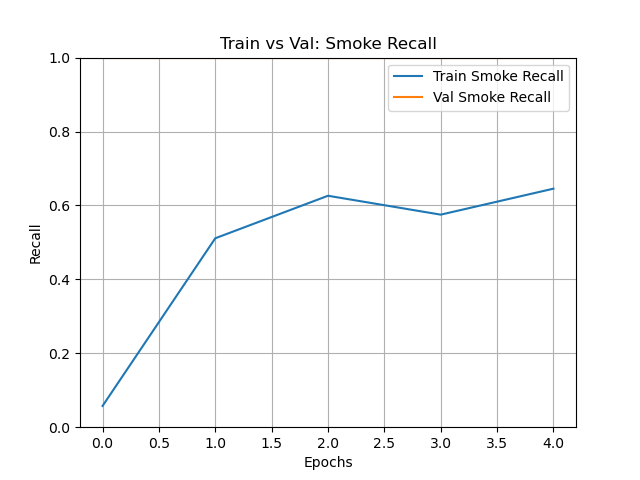 Train vs Val: Smoke Recall
Train Smoke Recall
Val Smoke Recall
Recall
1.0
0.8
0.6
0.4
0.2
0.0
0.0 0.5 1.0 1.5 2.0 2.5 3.0 3.5 4.0
Epochs